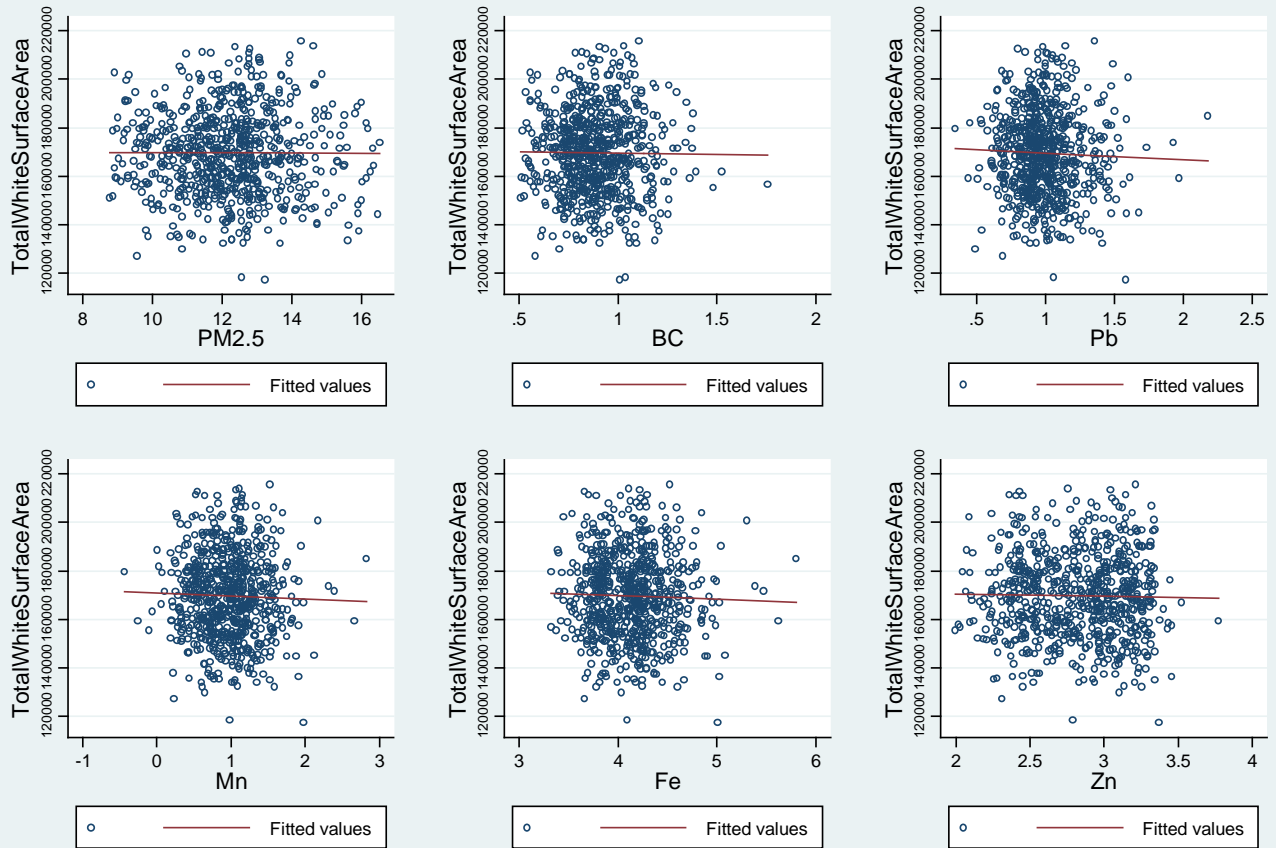 TotalWhiteSurfaceArea
120000 140000 160000 180000 200000 220000
8 10 12 14 16
PM2.5
Fitted values
TotalWhiteSurfaceArea
120000 140000 160000 180000 200000 220000
.5 1 1.5 2
BC
Fitted values
TotalWhiteSurfaceArea
120000 140000 160000 180000 200000 220000
.5 1 1.5 2 2.5
Pb
Fitted values
TotalWhiteSurfaceArea
120000 140000 160000 180000 200000 220000
-1 0 1 2 3
Mn
Fitted values
TotalWhiteSurfaceArea
120000 140000 160000 180000 200000 220000
3 4 5 6
Fe
Fitted values
TotalWhiteSurfaceArea
120000 140000 160000 180000 200000 220000
2 2.5 3 3.5 4
Zn
Fitted values